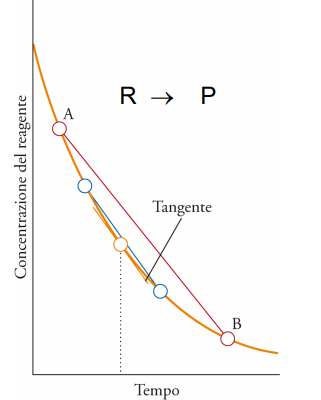 A
R → P
Concentrazione del reagente
Tangente
B
Tempo